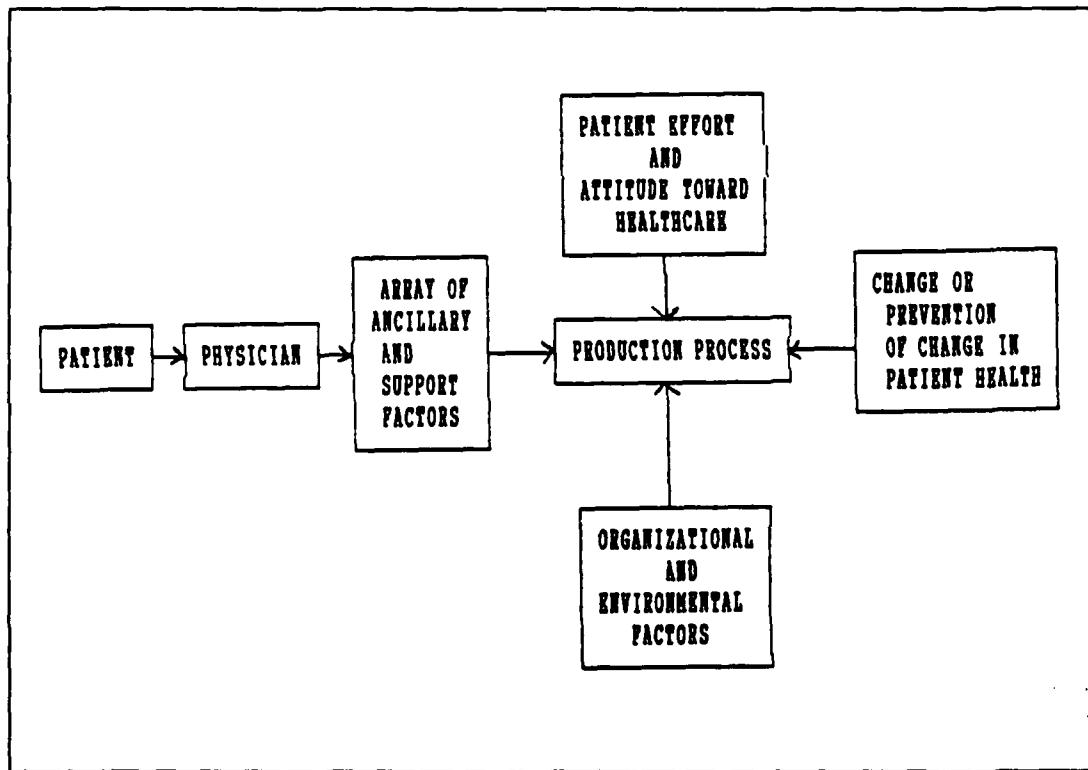 PATIENT EFFORT
AND
ATTITUDE TOWARD
HEALTHCARE
PATIENT
PHYSICIAN
ARRAY OF
ANCILLARY
AND
SUPPORT
FACTORS
PRODUCTION PROCESS
CHANGE OR
PREVENTION
OF CHANGE IN
PATIENT HEALTH
ORGANIZATIONAL
AND
ENVIRONMENTAL
FACTORS